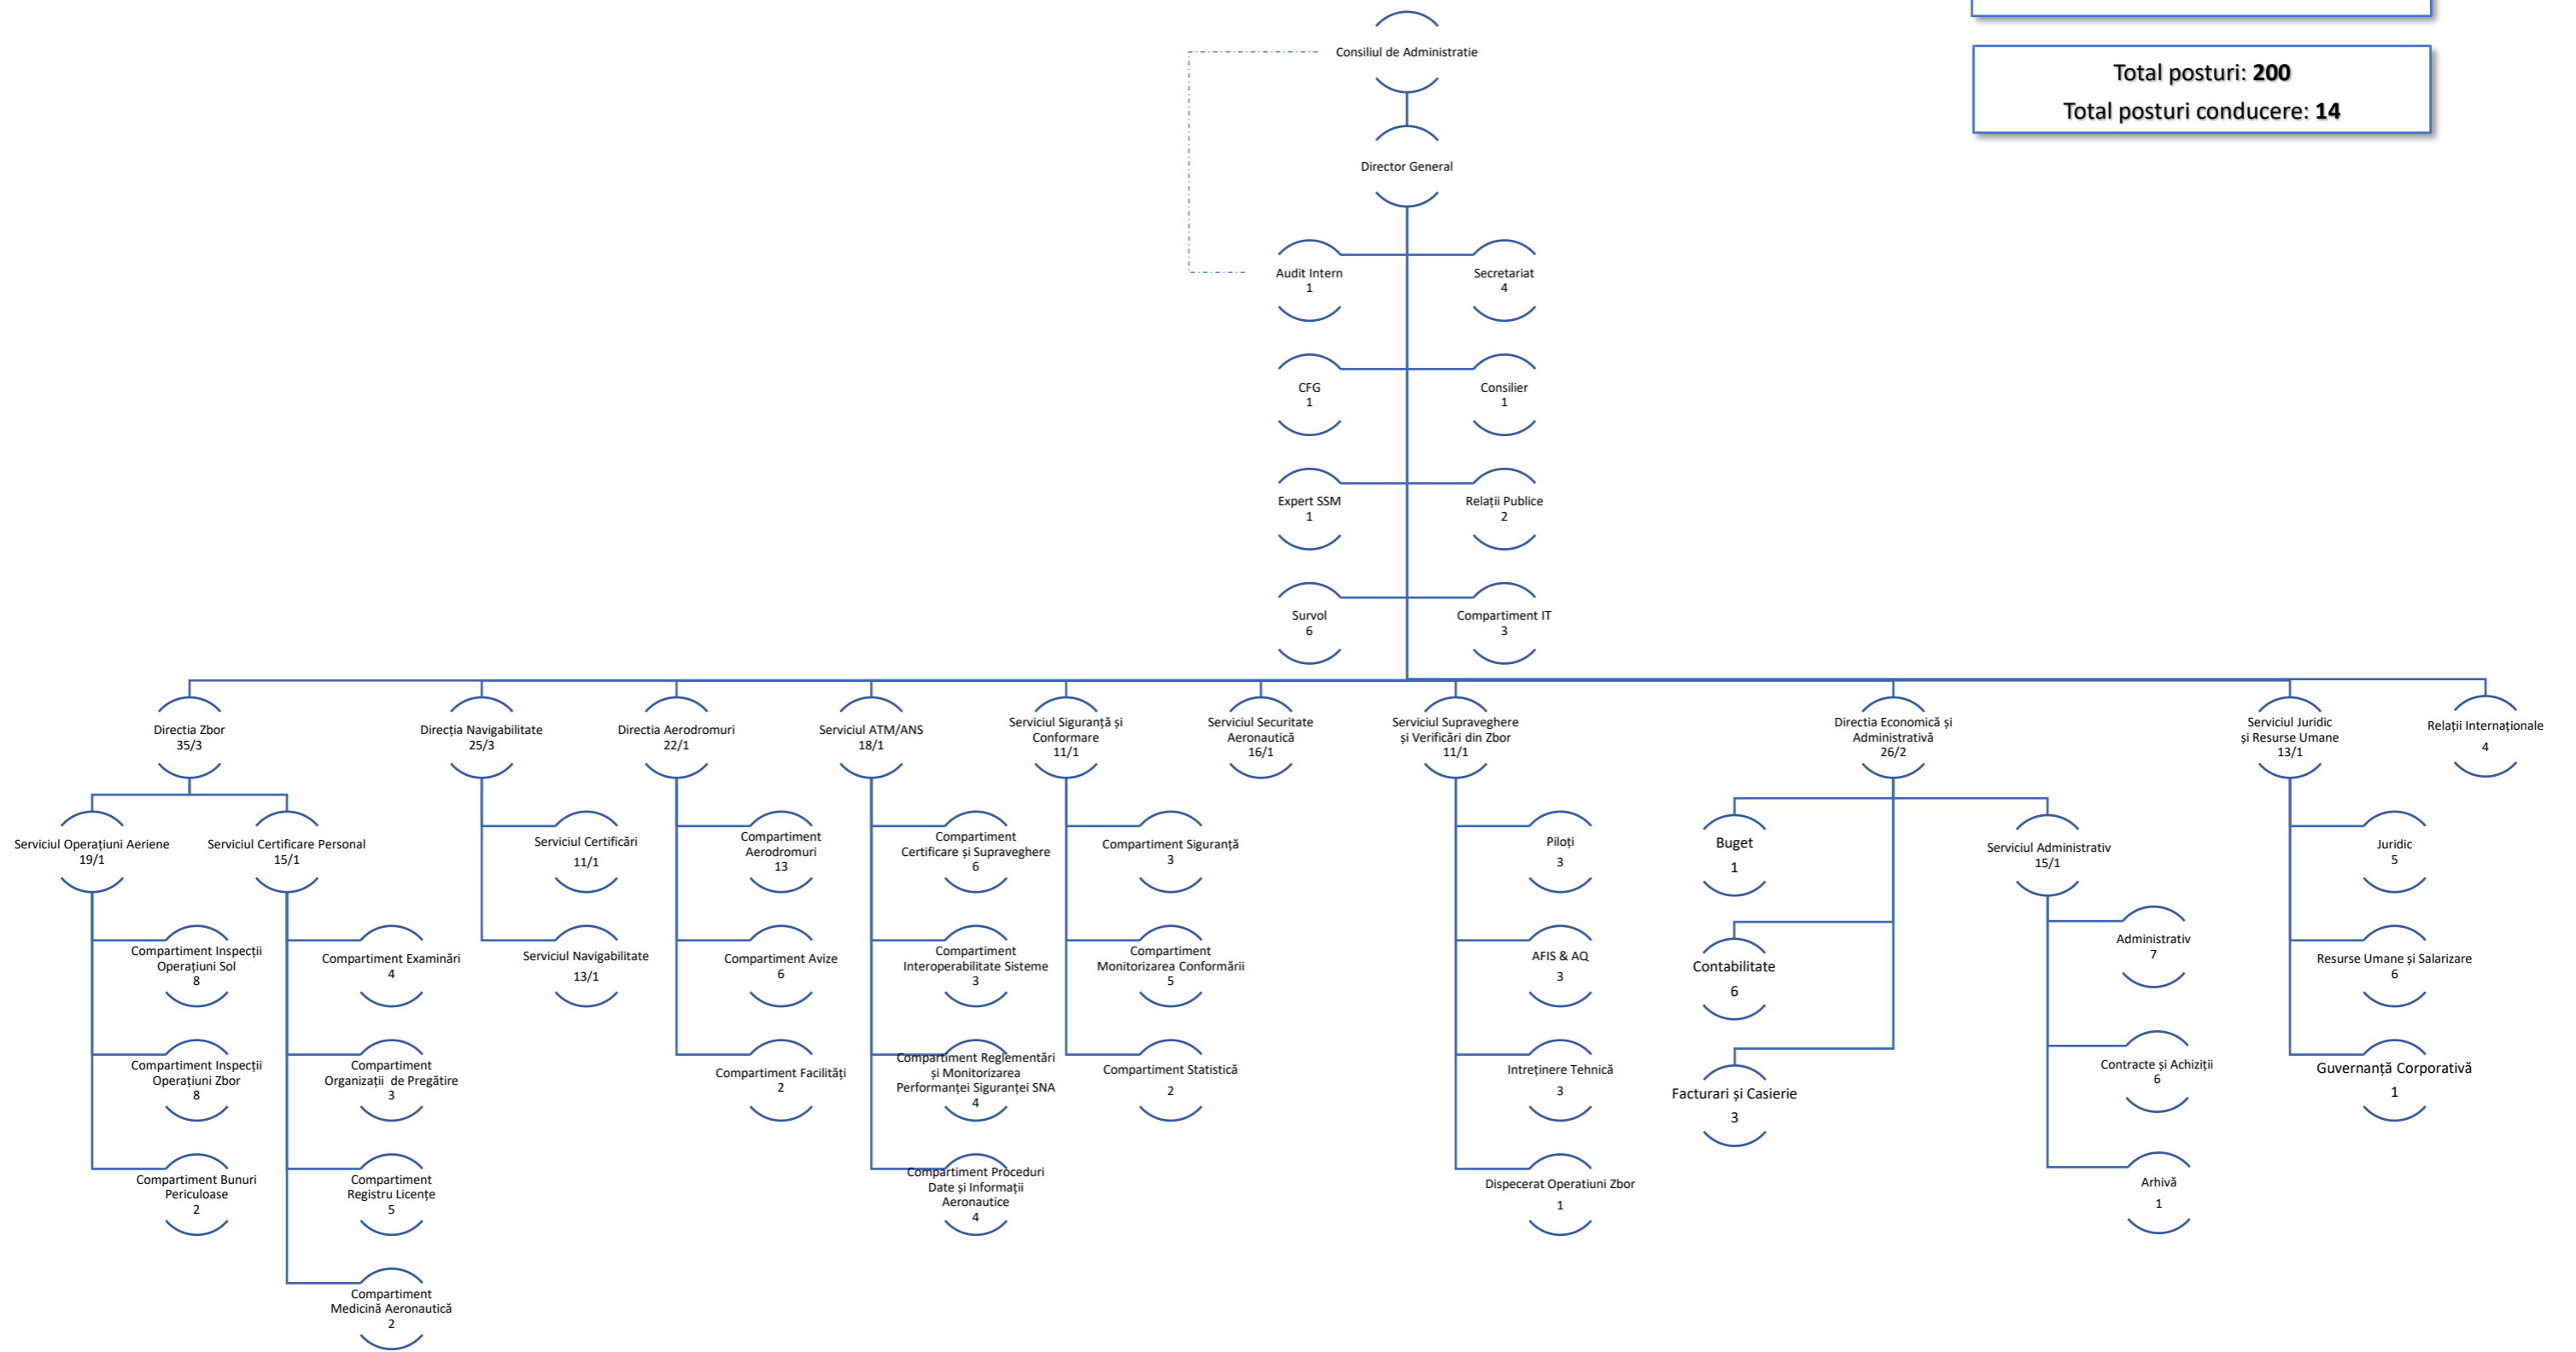 Consiliul de Administratie
Total posturi: 200
Total posturi conducere: 14
Director General
Audit Intern
1
Secretariat
4
CFG
1
Consilier
1
Expert SSM
1
Relații Publice
2
Survol
6
Compartiment IT
3
Directia Zbor
35/3
Direcția Navigabilitate
25/3
Directia Aerodromuri
22/1
Serviciul ATM/ANS
18/1
Serviciul Siguranță și
Conformare
11/1
Serviciul Securitate
Aeronautică
16/1
Serviciul Supraveghere
și Verificări din Zbor
11/1
Directia Economică și
Administrativă
26/2
Serviciul Juridic
și Resurse Umane
13/1
Relații Internaționale
4
Serviciul Operațiuni Aeriene
19/1
Compartiment Inspecții
Operațiuni Sol
8
Compartiment Inspecții
Operațiuni Zbor
8
Compartiment Bunuri
Periculoase
2
Serviciul Certificare Personal
15/1
Compartiment Examinări
4
Compartiment
Organizații de Pregătire
3
Compartiment
Registru Licențe
5
Compartiment
Medicină Aeronautică
2
Serviciul Certificări
11/1
Serviciul Navigabilitate
13/1
Compartiment
Aerodromuri
13
Compartiment Avize
6
Compartiment Facilități
2
Compartiment
Certificare și Supraveghere
6
Compartiment
Interoperabilitate Sisteme
3
Compartiment Reglementări
și Monitorizarea
Performanței Siguranței SNA
4
Compartiment Proceduri
Date și Informații
Aeronautice
4
Compartiment Siguranță
3
Compartiment
Monitorizarea Conformării
5
Compartiment Statistică
2
Piloți
3
AFIS & AQ
3
Intreținere Tehnică
3
Dispecerat Operatiuni Zbor
1
Buget
1
Contabilitate
6
Facturari și Casierie
3
Serviciul Administrativ
15/1
Administrativ
7
Contracte și Achiziții
6
Arhivă
1
Juridic
5
Resurse Umane și Salarizare
6
Guvernanță Corporativă
1